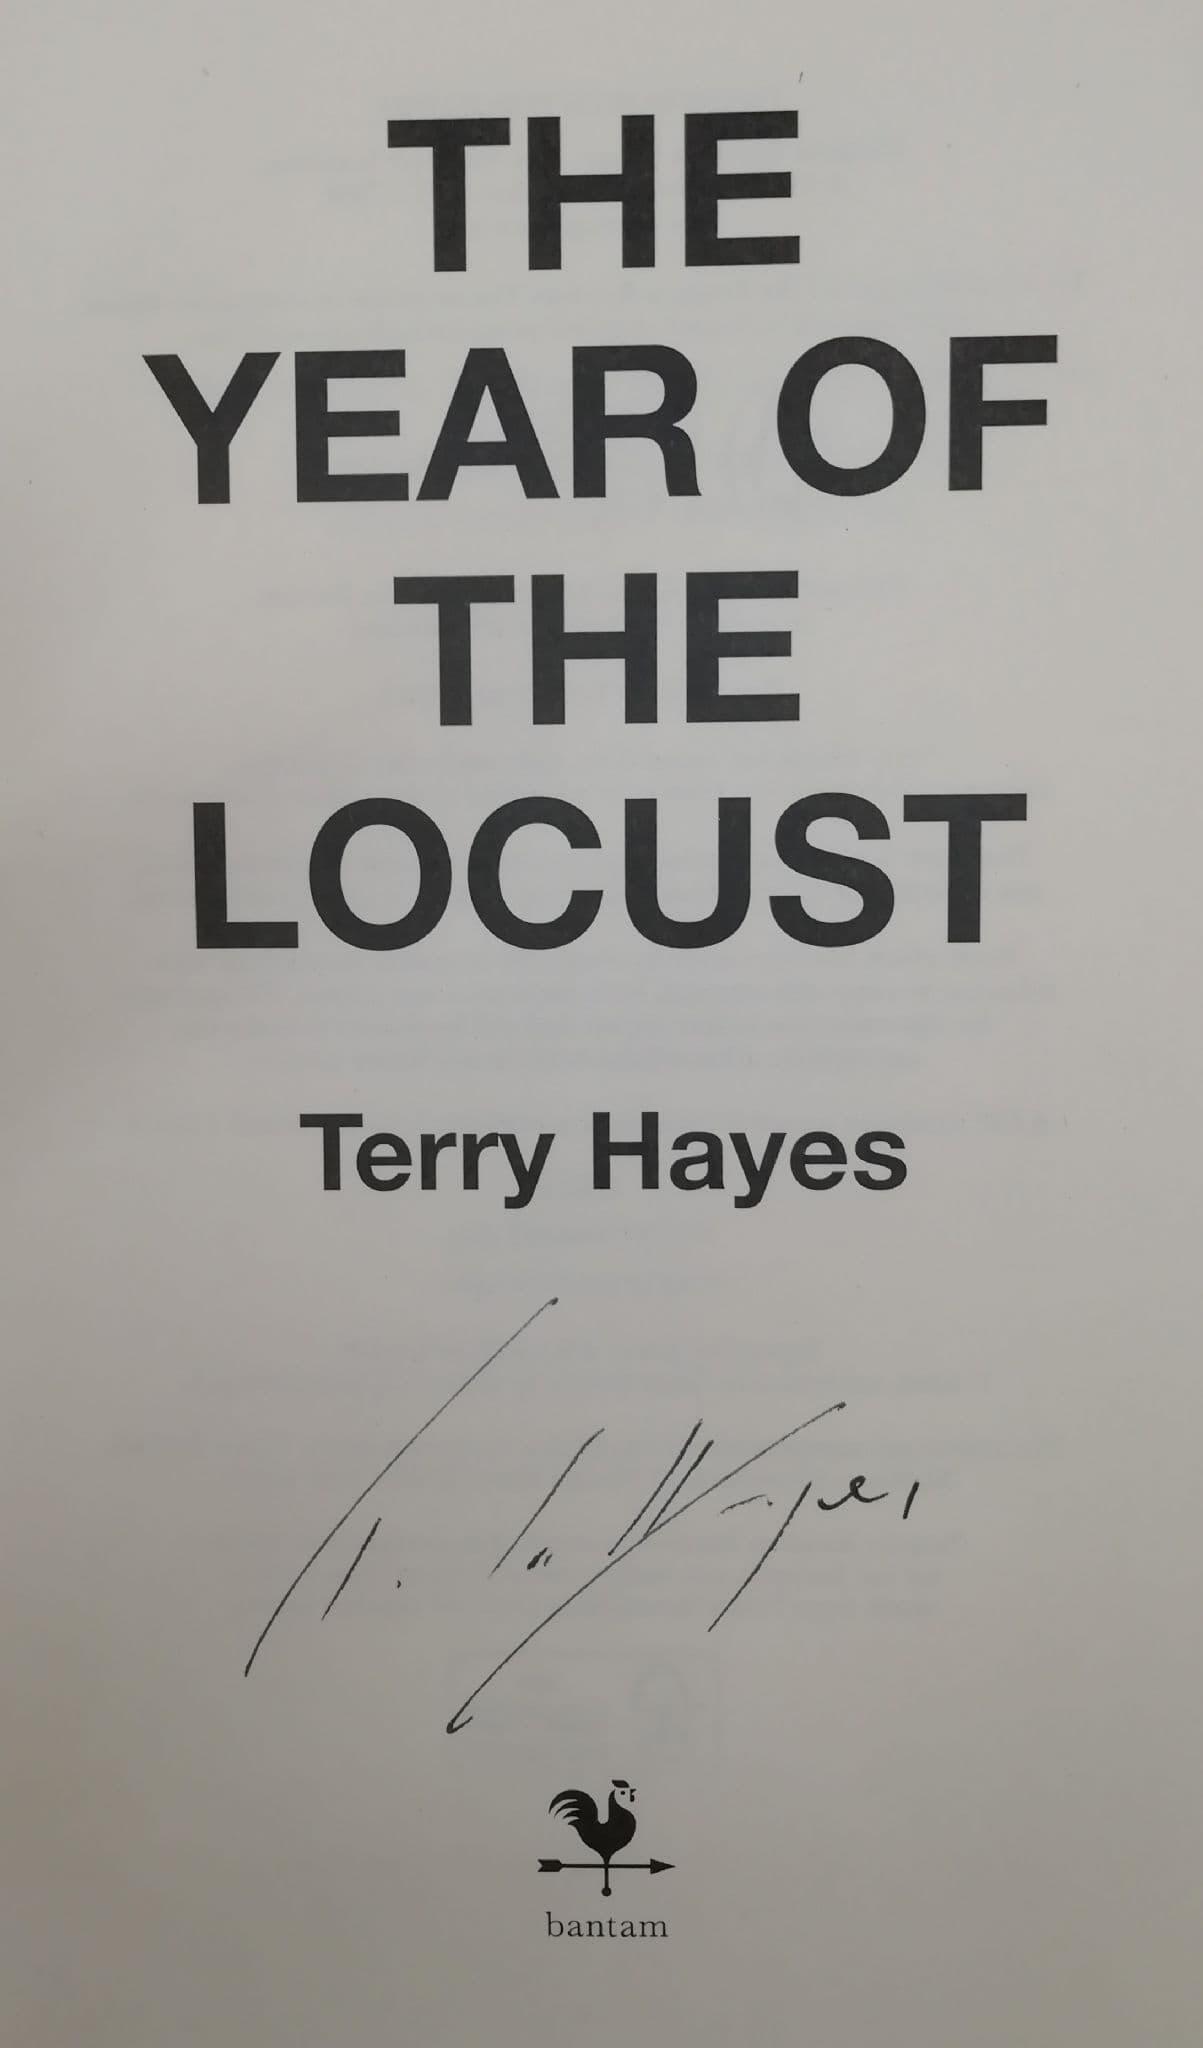 THE
YEAR OF
THE
LOCUST
Terry Hayes
bantam